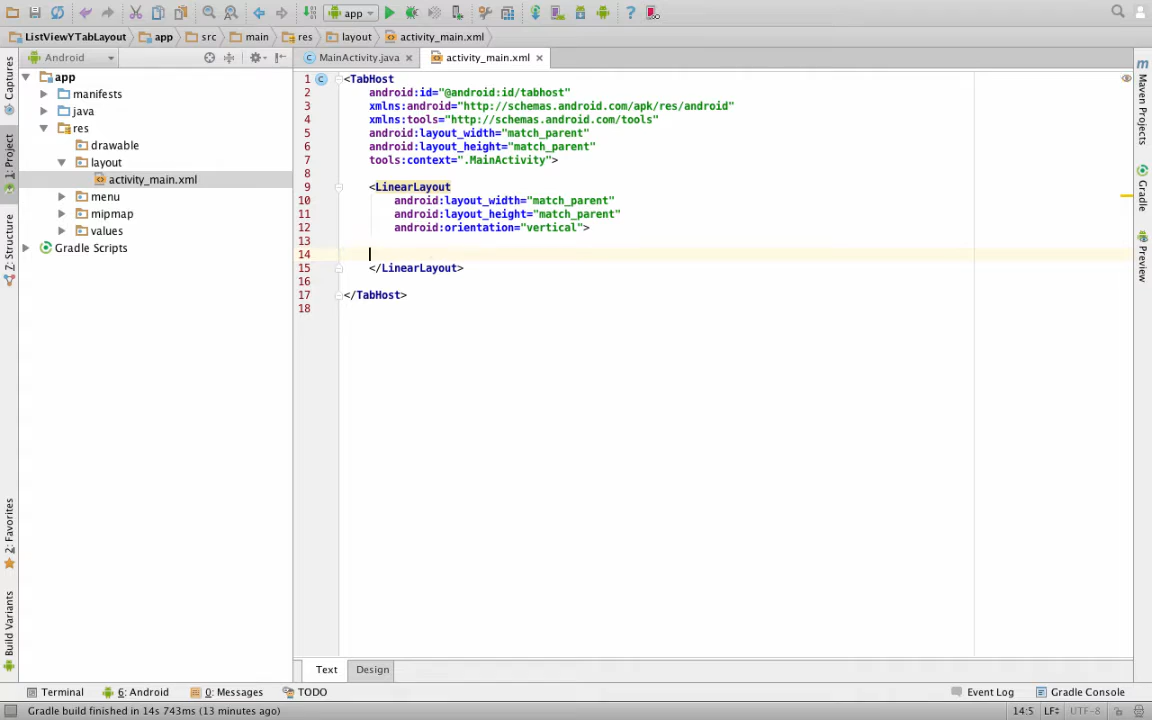 app
ListViewYTabLayout app src main res layout activity_main.xml
Android MainActivity.java activity_main.xml
app
manifests
java
res
drawable
layout
activity_main.xml
menu
mipmap
values
Gradle Scripts
Captures
1: Project
7: Structure
2: Favorites
Build Variants
1 <TabHost
2 android:id="@android:id/tabhost"
3 xmlns:android="http://schemas.android.com/apk/res/android"
4 xmlns:tools="http://schemas.android.com/tools"
5 android:layout_width="match_parent"
6 android:layout_height="match_parent"
7 tools:context=".MainActivity">
8
9 <LinearLayout
10 android:layout_width="match_parent"
11 android:layout_height="match_parent"
12 android:orientation="vertical">
13
14
15 </LinearLayout>
16
17 </TabHost>
18
Maven Projects
Gradle
Preview
Text Design
Terminal 6: Android 0: Messages TODO Event Log Gradle Console
Gradle build finished in 14s 743ms (13 minutes ago) 14:5 LF÷ UTF-8÷